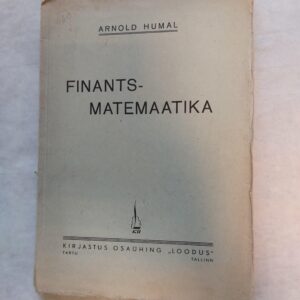 ARNOLD HUMAL
FINANTS-
MATEMAATIKA
KIRJASTUS OSAÜHING „LOODUS“
TARTU TALLINN